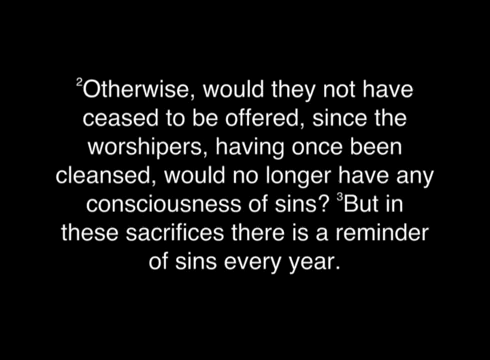 ²Otherwise, would they not have
ceased to be offered, since the
worshipers, having once been
cleansed, would no longer have any
consciousness of sins? ³But in
these sacrifices there is a reminder
of sins every year.